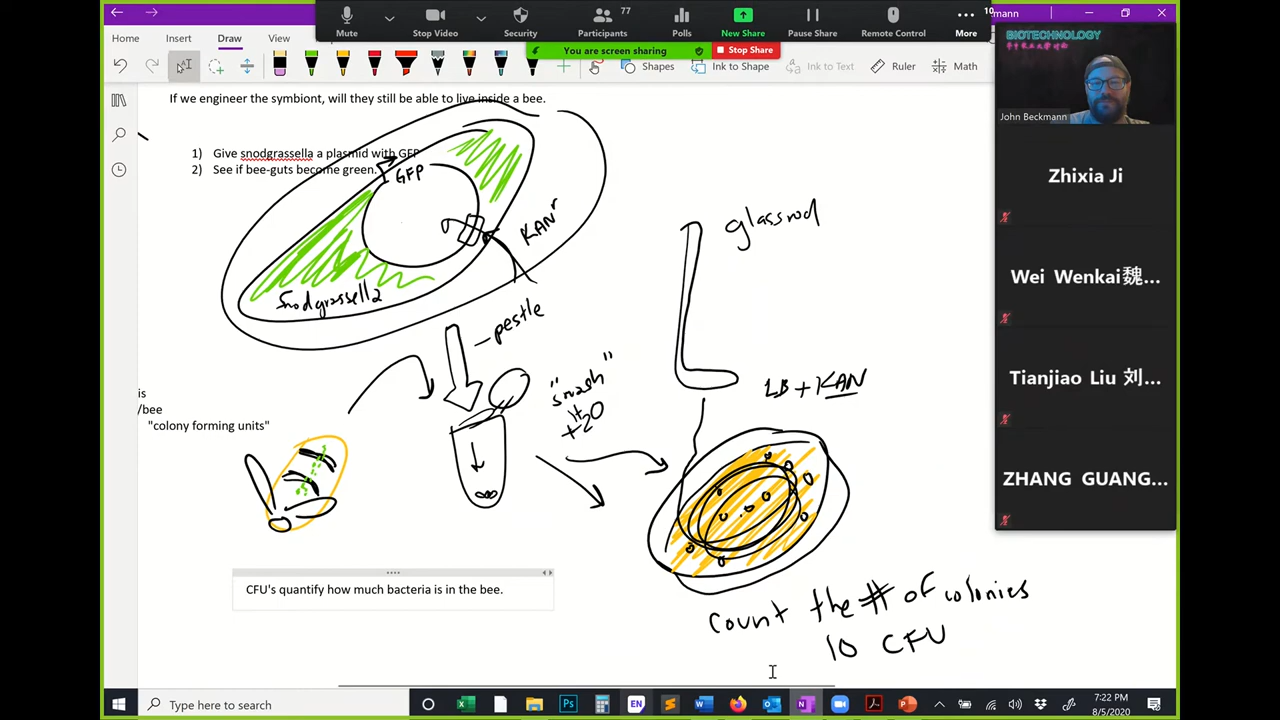 10
77
mann
Mute
Stop Video
Security
Participants
Polls
New Share
Pause Share
Remote Control
More
You are screen sharing
Stop Share
Home
Insert
Draw
View
Shapes
Ink to Shape
Ink to Text
Ruler
Math
BIOTECHNOLOGY
John Beckmann
Zhixia Ji
Wei Wenkai魏...
Tianjiao Liu 刘...
ZHANG GUANG...
If we engineer the symbiont, will they still be able to live inside a bee.
1) Give snodgrassella a plasmid with GFP
2) See if bee-guts become green.
GFP
KANr
Snodgrassella
glassrod
pestle
"smash"
+H2O
LB + KAN
is
/bee
"colony forming units"
CFU's quantify how much bacteria is in the bee.
count the # of colonies
10 CFU
Type here to search
EN
7:22 PM
8/5/2020